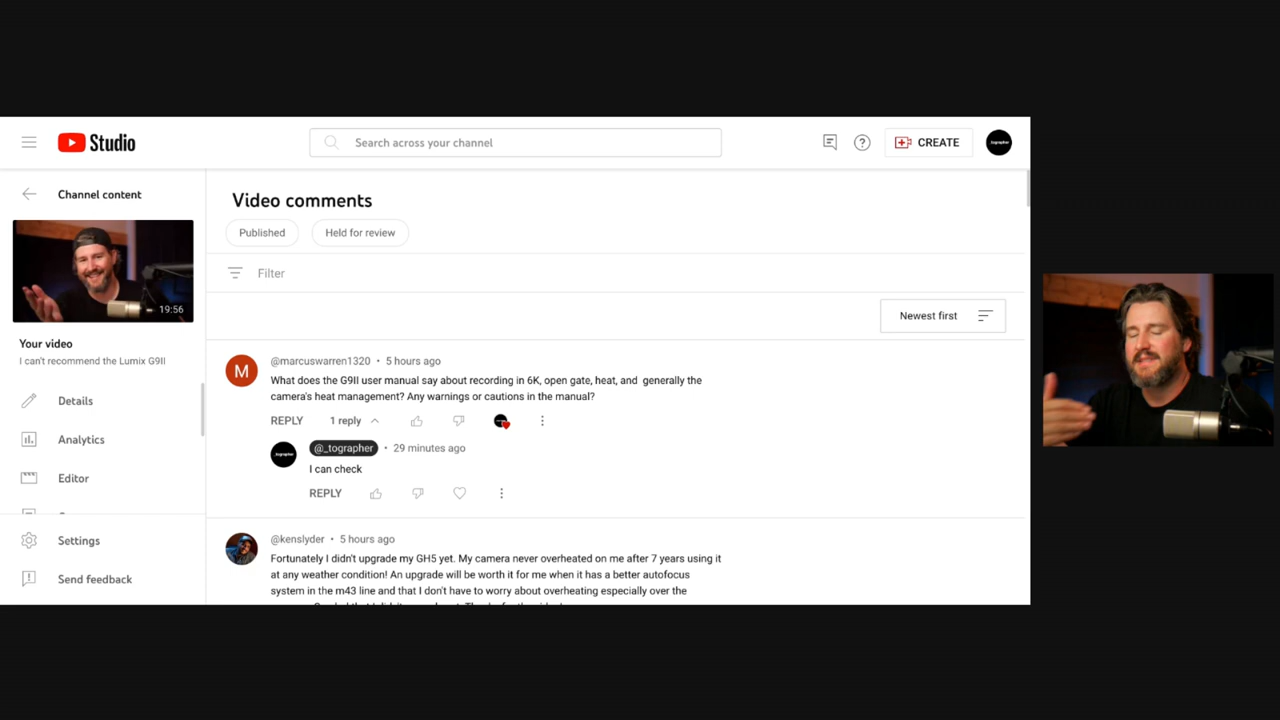 Studio
Search across your channel
CREATE
Channel content
Video comments
Published
Held for review
Filter
19:56
Newest first
Your video
I can't recommend the Lumix G9II
Details
Analytics
Editor
Settings
Send feedback
M
@marcuswarren1320 • 5 hours ago
What does the G9II user manual say about recording in 6K, open gate, heat, and generally the
camera's heat management? Any warnings or cautions in the manual?
REPLY 1 reply
@_tographer • 29 minutes ago
I can check
REPLY
@kenslyder • 5 hours ago
Fortunately I didn't upgrade my GH5 yet. My camera never overheated on me after 7 years using it
at any weather condition! An upgrade will be worth it for me when it has a better autofocus
system in the m43 line and that I don't have to worry about overheating especially over the